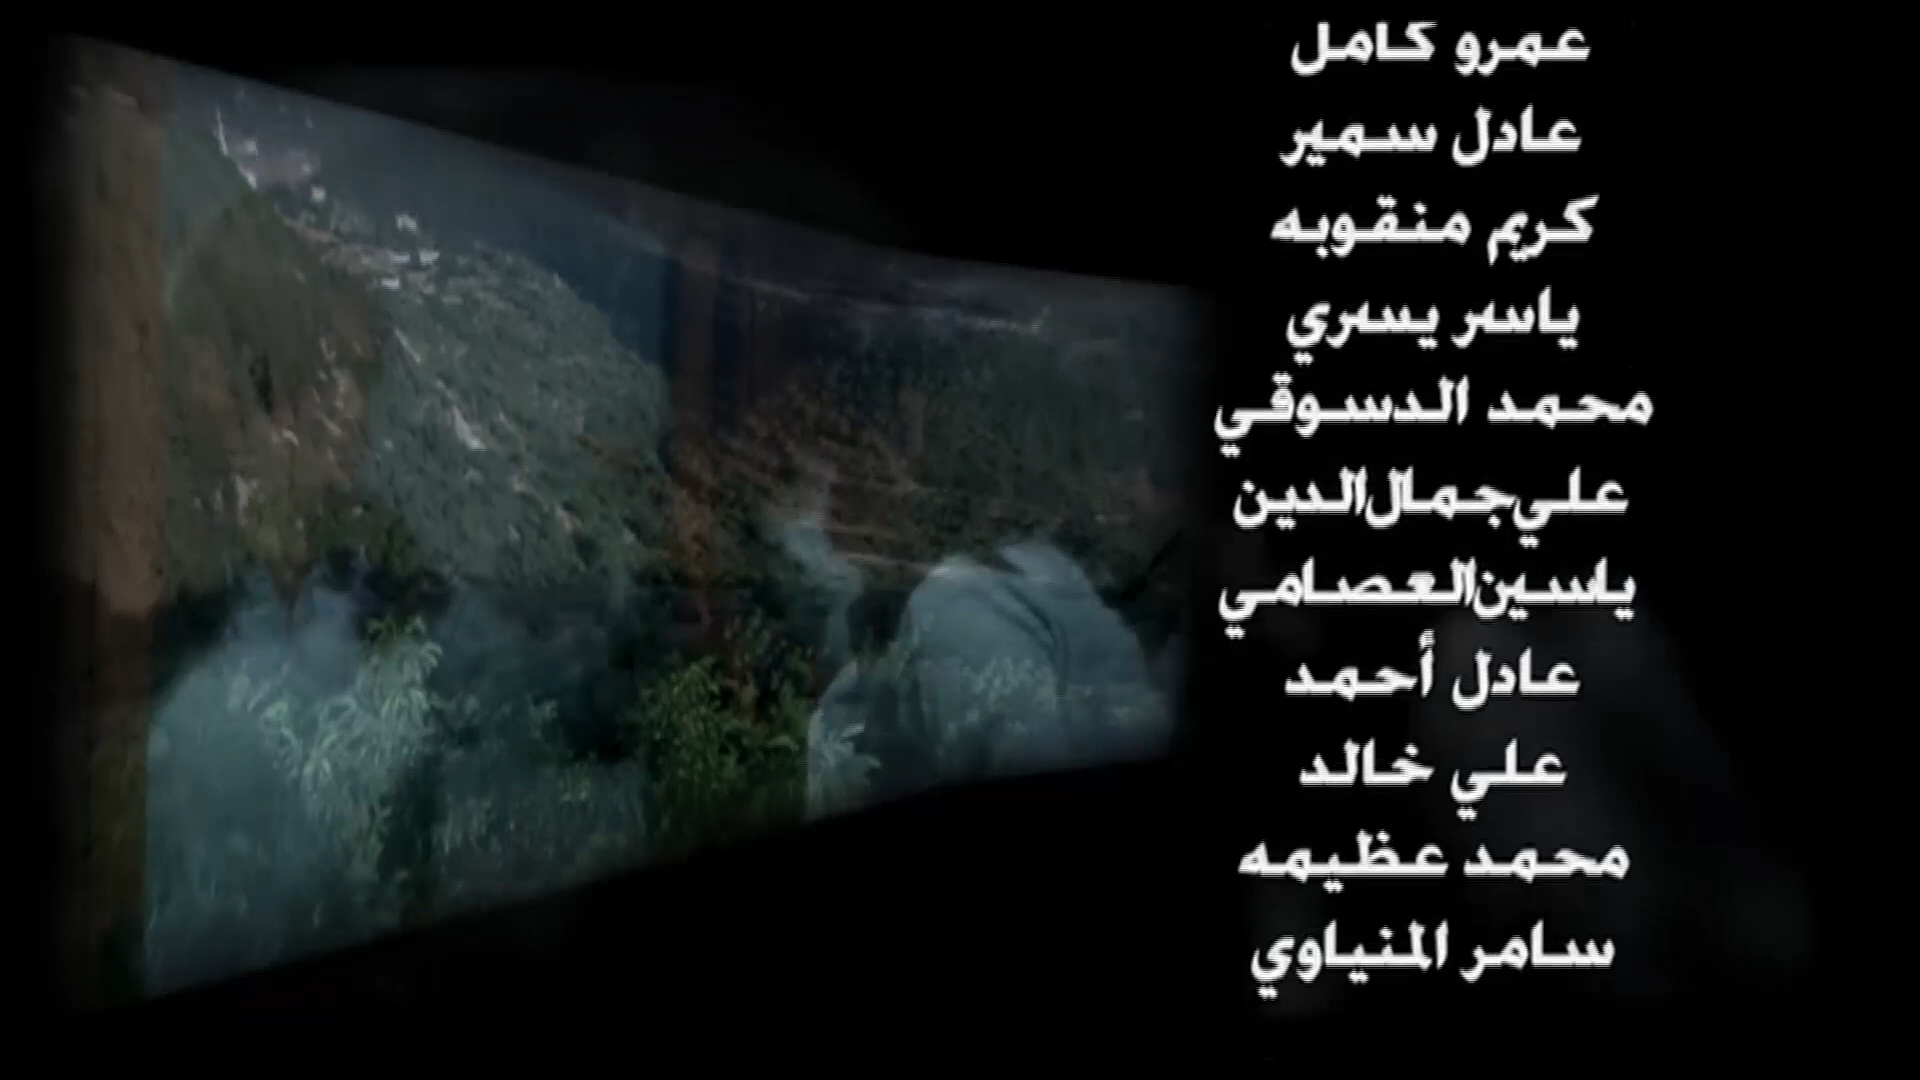 عمرو كامل
عادل سمير
كريم منقوبه
ياسر يسري
محمد الدسوقي
علي جمال الدين
ياسين العصامي
عادل أحمد
علي خالد
محمد عظيمه
سامر المنياوي